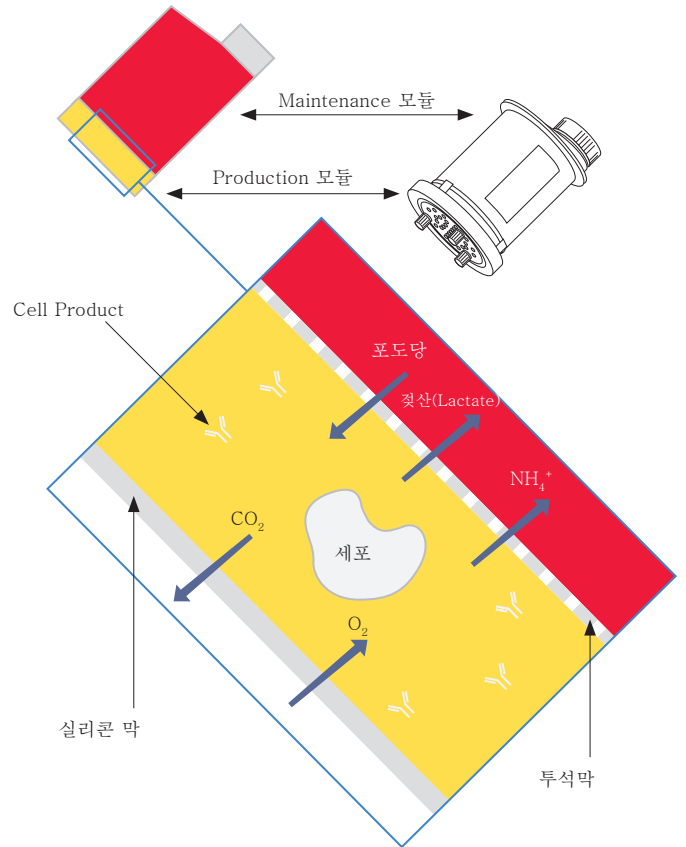 Maintenance 모듈
Production 모듈
Cell Product
포도당
젖산(Lactate)
NH₄⁺
CO₂
세포
O₂
실리콘 막
투석막